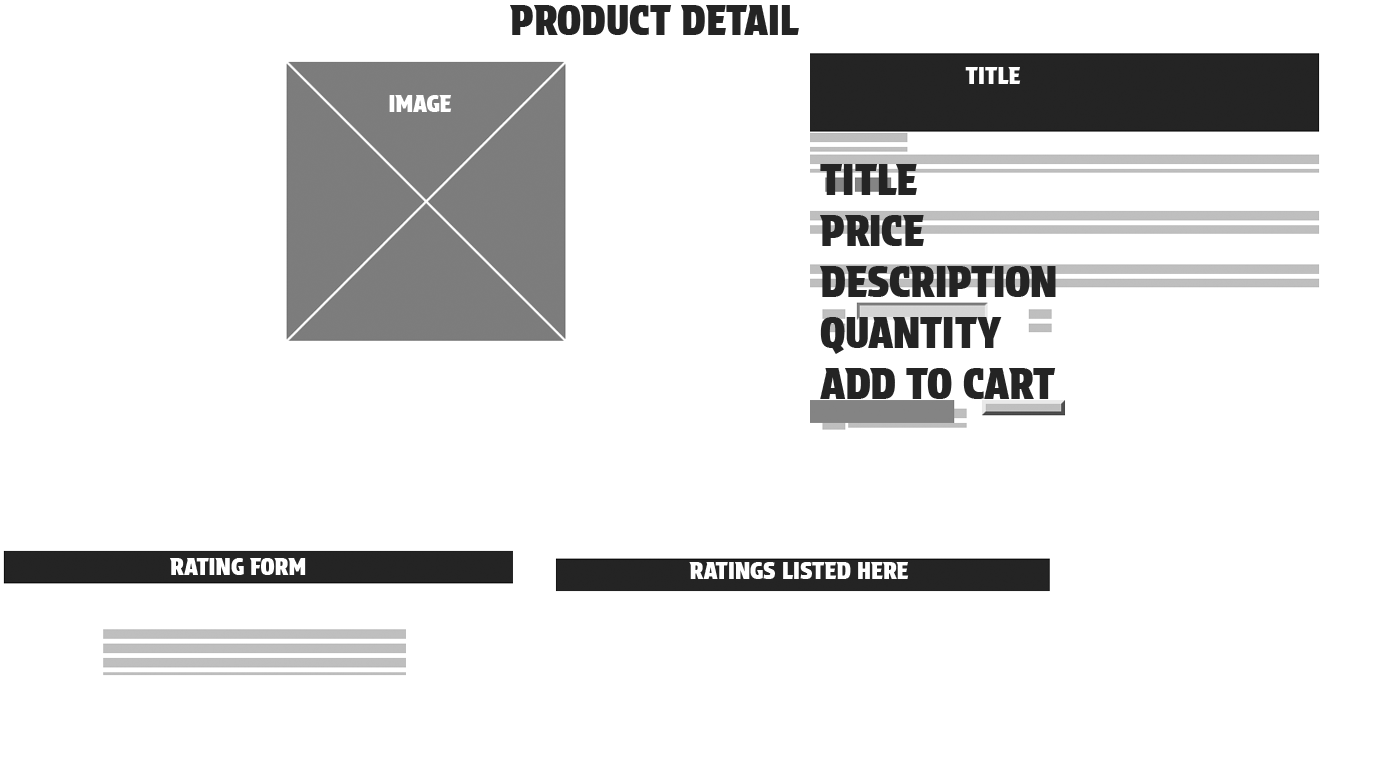 PRODUCT DETAIL
IMAGE
TITLE
TITLE
PRICE
DESCRIPTION
QUANTITY
ADD TO CART
RATING FORM
RATINGS LISTED HERE